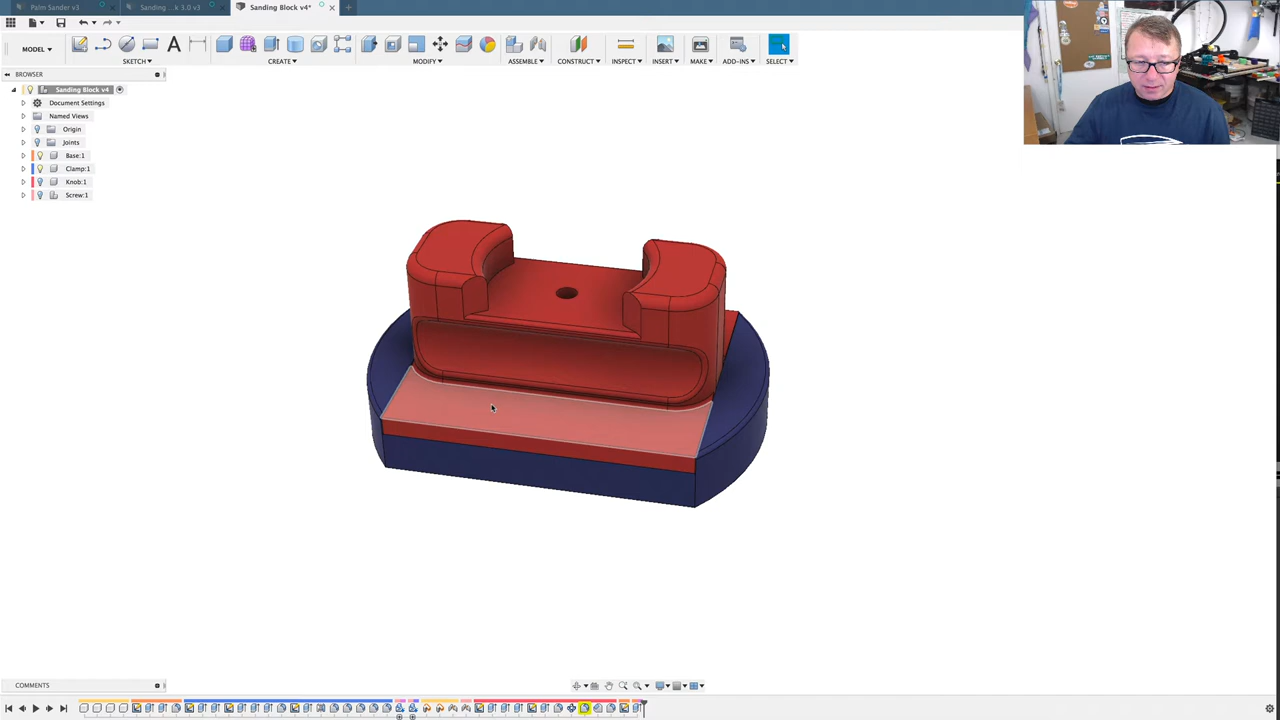 Palm Sander v3
Sanding ...k 3.0 v3
Sanding Block v4*
MODEL
SKETCH
CREATE
MODIFY
ASSEMBLE
CONSTRUCT
INSPECT
INSERT
MAKE
ADD-INS
SELECT
BROWSER
Sanding Block v4
Document Settings
Named Views
Origin
Joints
Base:1
Clamp:1
Knob:1
Screw:1
COMMENTS